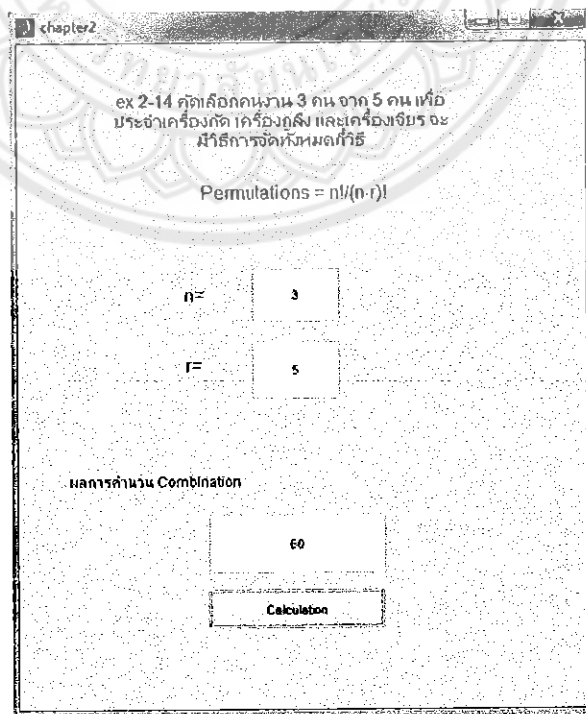 chapter2
ex 2-14 คัดเลือกคนงาน 3 คน จาก 5 คน เพื่อ
ประจำเครื่องกัด เครื่องกลึง และเครื่องเจียร จะ
มีวิธีการจัดทั้งหมดกี่วิธี
Permutations = n!/(n-r)!
n= 3
r= 5
ผลการคำนวน Combination
60
Calculation